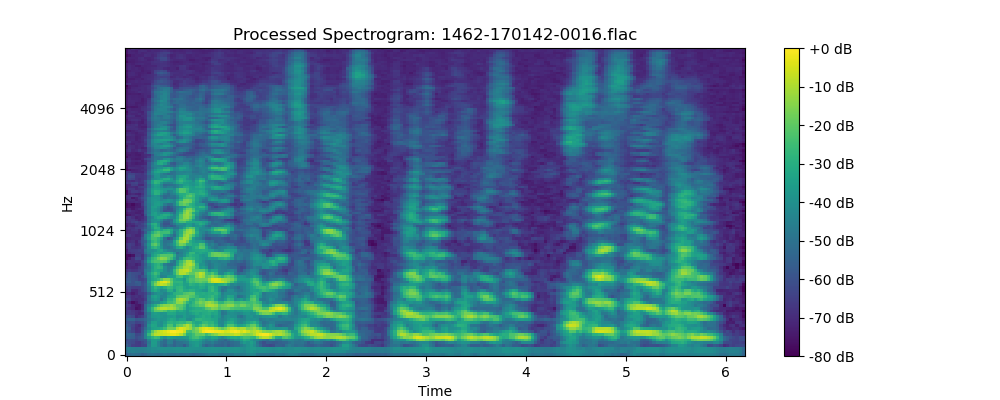 Processed Spectrogram: 1462-170142-0016.flac
Hz
4096
2048
1024
512
0
0 1 2 3 4 5 6
Time
+0 dB
-10 dB
-20 dB
-30 dB
-40 dB
-50 dB
-60 dB
-70 dB
-80 dB